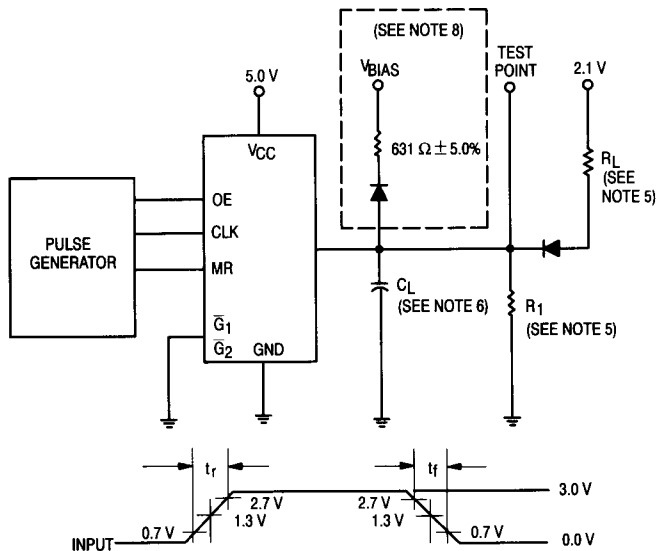 (SEE NOTE 8)
VBIAS
TEST
POINT
2.1 V
5.0 V
631 Ω ± 5.0%
VCC
RL
(SEE
NOTE 5)
OE
CLK
MR
PULSE
GENERATOR
CL
(SEE NOTE 6)
R1
(SEE NOTE 5)
G̅1
G̅2
GND
tr
tf
2.7 V
2.7 V
3.0 V
1.3 V
1.3 V
0.7 V
0.7 V
INPUT
0.0 V